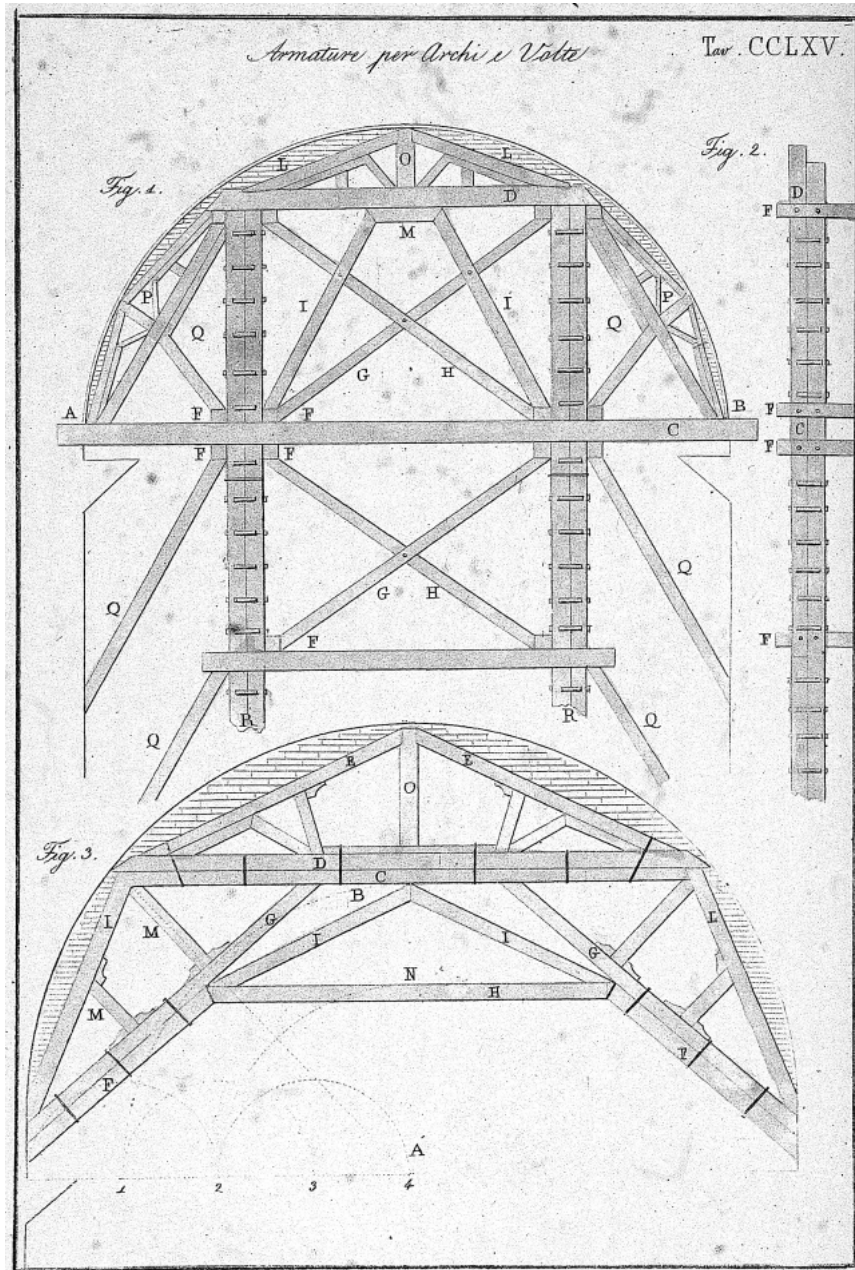 Armature per Archi e Volte
Tav. CCLXV.
Fig. 1.
Fig. 2.
L O L
D
D
F
M
P I I P
Q Q
G H
A F F B
C
F
C
F F
F
Q G H Q
F
F
Q R R Q
Fig. 3.
E E
O
D
C
B
L M G I I G L
N
M H
F F
A
1 2 3 4